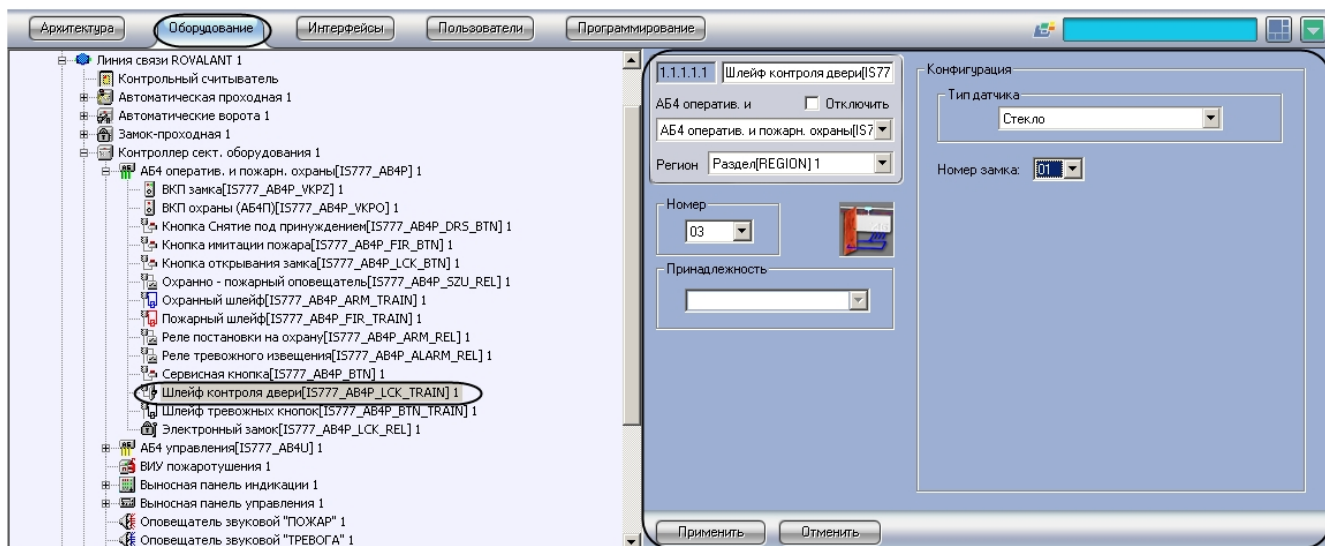 Архитектура
Оборудование
Интерфейсы
Пользователи
Программирование
Линия связи ROVALANT 1
Контрольный считыватель
Автоматическая проходная 1
Автоматические ворота 1
Замок-проходная 1
Контроллер сект. оборудования 1
АБ4 оператив. и пожарн. охраны[IS777_AB4P] 1
ВКП замка[IS777_AB4P_VKPZ] 1
ВКП охраны (АБ4П)[IS777_AB4P_VKPO] 1
Кнопка Снятие под принуждением[IS777_AB4P_DRS_BTN] 1
Кнопка имитации пожара[IS777_AB4P_FIR_BTN] 1
Кнопка открывания замка[IS777_AB4P_LCK_BTN] 1
Охранно - пожарный оповещатель[IS777_AB4P_SZU_REL] 1
Охранный шлейф[IS777_AB4P_ARM_TRAIN] 1
Пожарный шлейф[IS777_AB4P_FIR_TRAIN] 1
Реле постановки на охрану[IS777_AB4P_ARM_REL] 1
Реле тревожного извещения[IS777_AB4P_ALARM_REL] 1
Сервисная кнопка[IS777_AB4P_BTN] 1
Шлейф контроля двери[IS777_AB4P_LCK_TRAIN] 1
Шлейф тревожных кнопок[IS777_AB4P_BTN_TRAIN] 1
Электронный замок[IS777_AB4P_LCK_REL] 1
АБ4 управления[IS777_AB4U] 1
ВИУ пожаротушения 1
Выносная панель индикации 1
Выносная панель управления 1
Оповещатель звуковой "ПОЖАР" 1
Оповещатель звуковой "ТРЕВОГА" 1
1.1.1.1.1 Шлейф контроля двери[IS77
АБ4 оператив. и Отключить
АБ4 оператив. и пожарн. охраны[IS7
Регион Раздел[REGION] 1
Номер
03
Принадлежность
Конфигурация
Тип датчика
Стекло
Номер замка: 01
Применить
Отменить